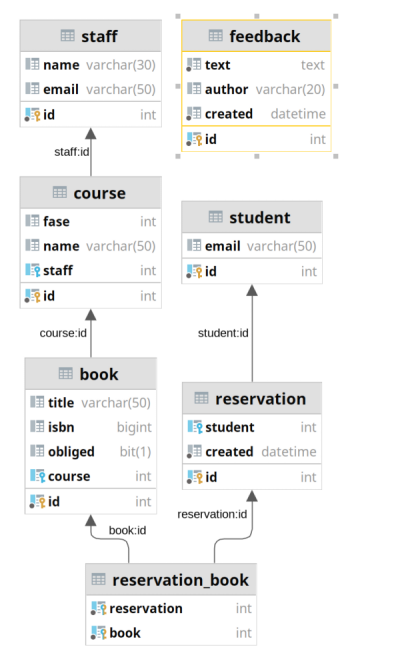 staff
name varchar(30)
email varchar(50)
id int
feedback
text text
author varchar(20)
created datetime
id int
staff:id
course
fase int
name varchar(50)
staff int
id int
student
email varchar(50)
id int
course:id
student:id
book
title varchar(50)
isbn bigint
obliged bit(1)
course int
id int
reservation
student int
created datetime
id int
book:id
reservation:id
reservation_book
reservation int
book int